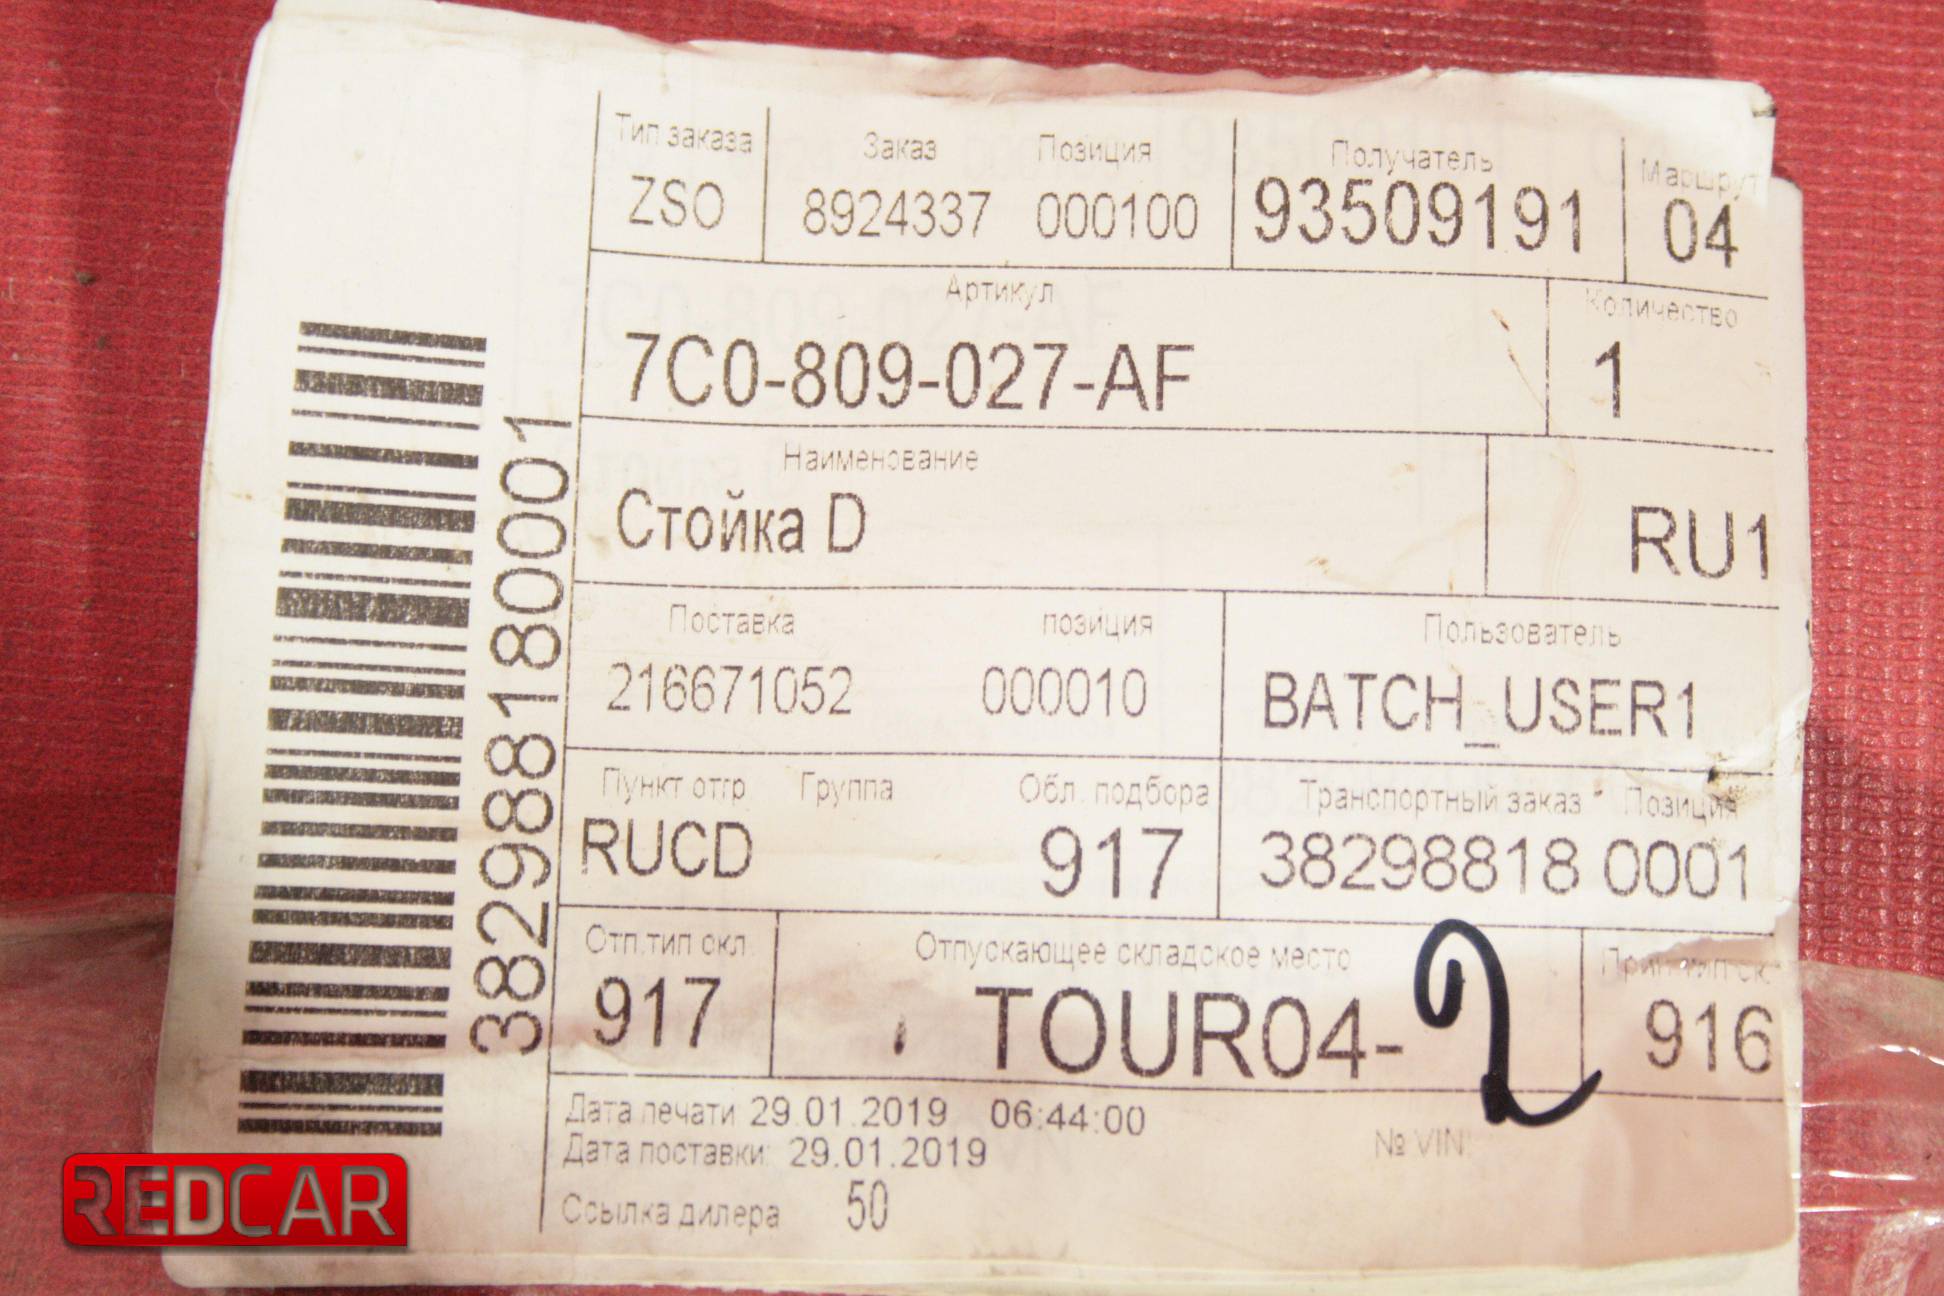 Тип заказа Заказ Позиция Получатель Маршрут
ZSO 8924337 000100 93509191 04
Артикул Количество
7C0-809-027-AF 1
Наименование
Стойка D RU1
Поставка позиция Пользователь
216671052 000010 BATCH_USER1
Пункт отгр Группа Обл. подбора Транспортный заказ Позиция
RUCD 917 38298818 0001
Отп.тип скл Отпускающее складское место Прин тип ск
917 TOUR04-2 916
Дата печати 29.01.2019 06:44:00
Дата поставки: 29.01.2019 № VIN:
Ссылка дилера 50
382988180001
REDCAR